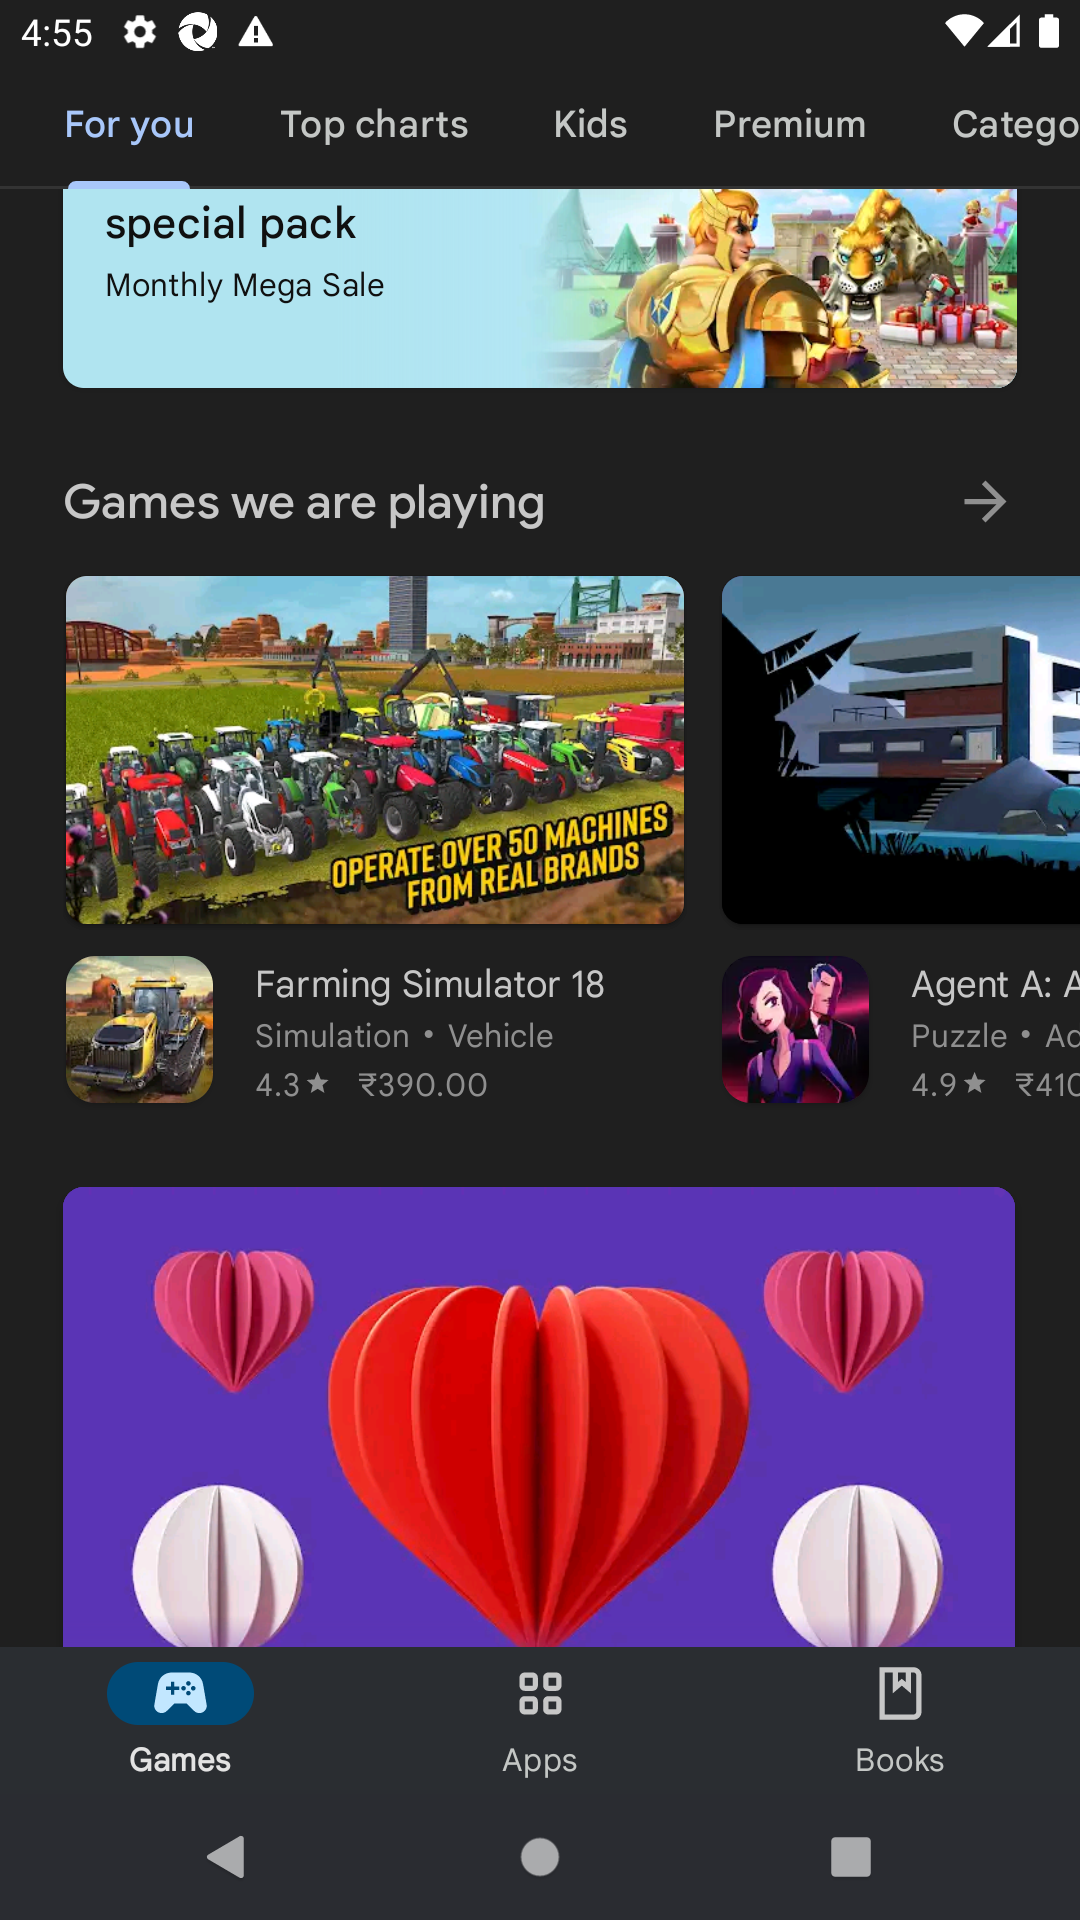 4:55
For you
Top charts
Kids
Premium
Catego
special pack
Monthly Mega Sale
Games we are playing
OPERATE OVER 50 MACHINES
FROM REAL BRANDS
Farming Simulator 18
Simulation • Vehicle
4.3★ ₹390.00
Agent A: A
Puzzle • Ad
4.9★ ₹410
Games
Apps
Books